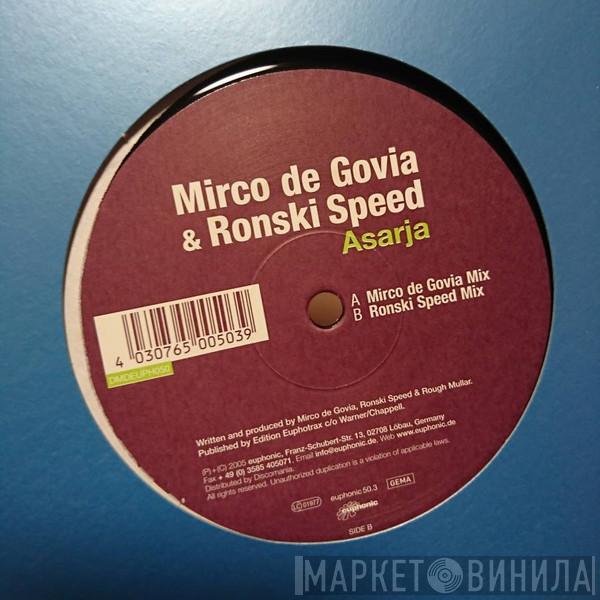 Mirco de Govia
& Ronski Speed
Asarja
A Mirco de Govia Mix
B Ronski Speed Mix
4 030765 005039
DMDEUPH050
Written and produced by Mirco de Govia, Ronski Speed & Rough Mullar.
Published by Edition Euphotrax c/o Warner/Chappell.
(P)+(C) 2005 euphonic, Franz-Schubert-Str. 13, 02708 Löbau, Germany
Fax + 49 (0) 3585 405071. Email info@euphonic.de. Web www.euphonic.de
Distributed by Discomania.
All rights reserved. Unauthorized duplication is a violation of applicable laws.
LC 01977
euphonic 50.3
GEMA
euphonic
SIDE B
МАРКЕТ ВИНИЛА